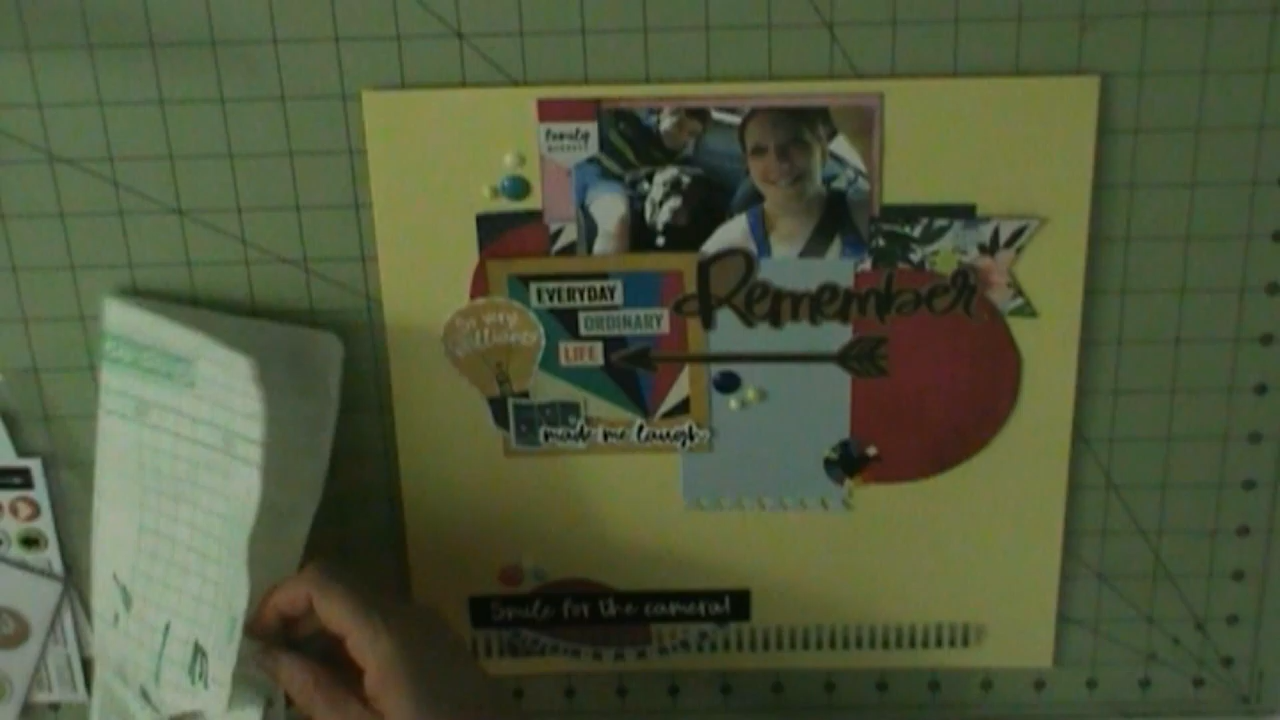 family
Remember
EVERYDAY
ORDINARY
LIFE
made me laugh
Smile for the camera!